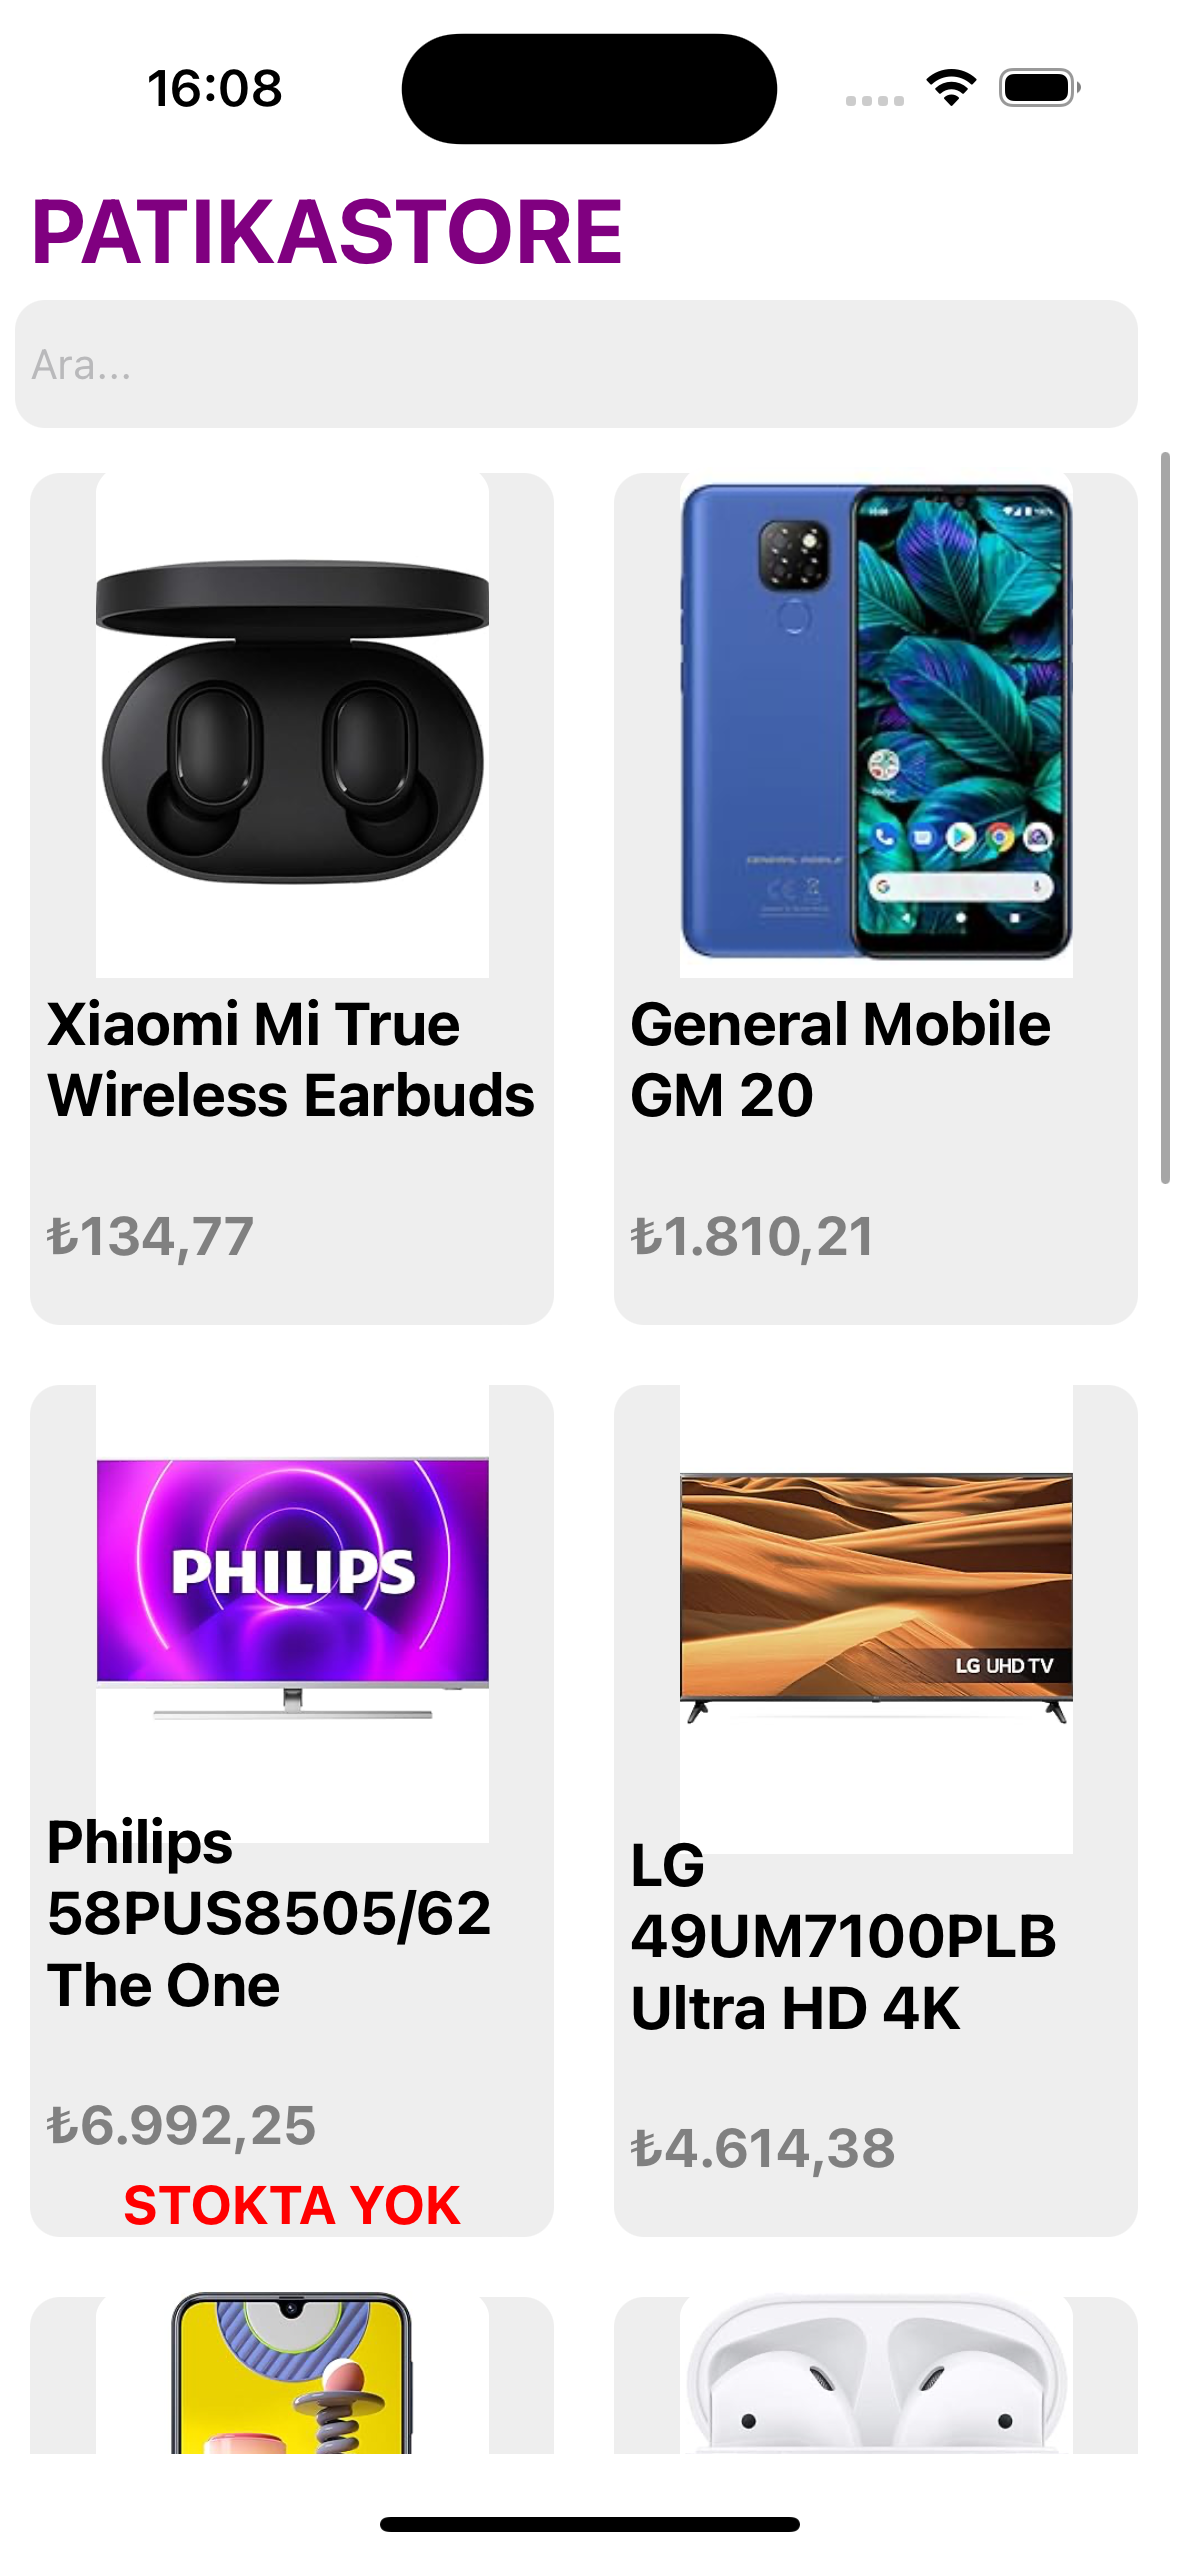 16:08
PATIKASTORE
Ara...
GENERAL MOBILE
Xiaomi Mi True
Wireless Earbuds
₺134,77
General Mobile
GM 20
₺1.810,21
PHILIPS
LG UHD TV
Philips
58PUS8505/62
The One
₺6.992,25
STOKTA YOK
LG
49UM7100PLB
Ultra HD 4K
₺4.614,38